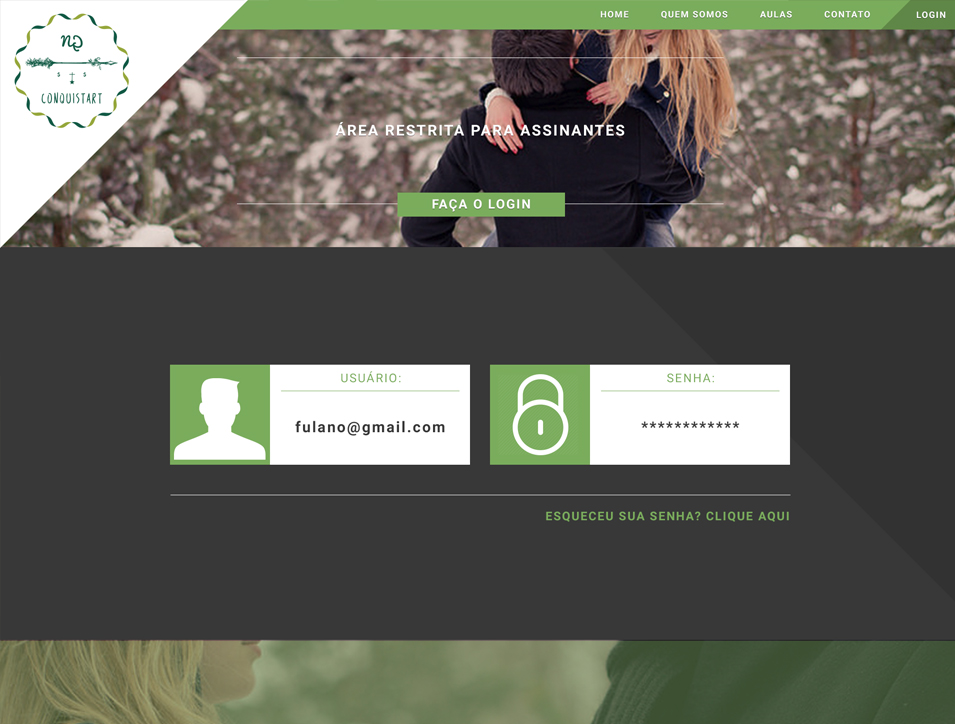 HOME QUEM SOMOS AULAS CONTATO LOGIN
S S
CONQUISTART
ÁREA RESTRITA PARA ASSINANTES
FAÇA O LOGIN
USUÁRIO:
fulano@gmail.com
SENHA:
************
ESQUECEU SUA SENHA? CLIQUE AQUI